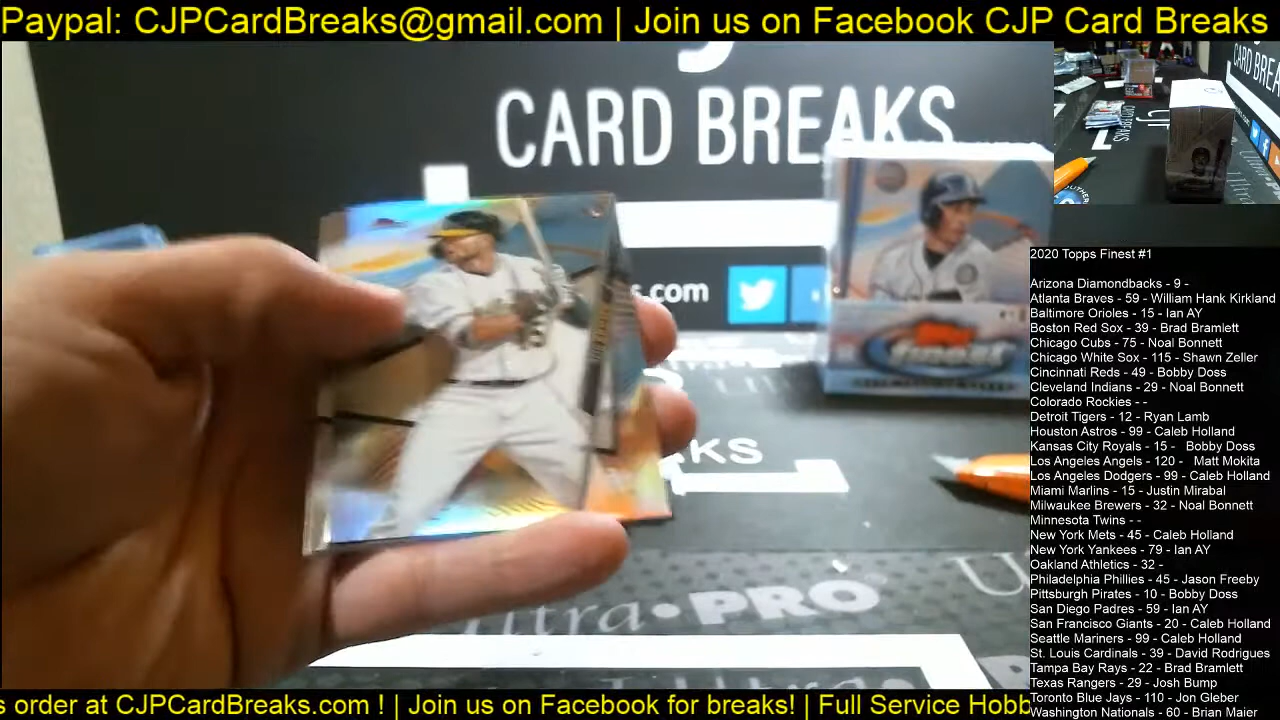 Paypal: CJPCardBreaks@gmail.com | Join us on Facebook CJP Card Breaks
CARD BREAKS
s.com
finest
KS
Ultra•PRO
U
2020 Topps Finest #1
Arizona Diamondbacks - 9 -
Atlanta Braves - 59 - William Hank Kirkland
Baltimore Orioles - 15 - Ian AY
Boston Red Sox - 39 - Brad Bramlett
Chicago Cubs - 75 - Noal Bonnett
Chicago White Sox - 115 - Shawn Zeller
Cincinnati Reds - 49 - Bobby Doss
Cleveland Indians - 29 - Noal Bonnett
Colorado Rockies - -
Detroit Tigers - 12 - Ryan Lamb
Houston Astros - 99 - Caleb Holland
Kansas City Royals - 15 - Bobby Doss
Los Angeles Angels - 120 - Matt Mokita
Los Angeles Dodgers - 99 - Caleb Holland
Miami Marlins - 15 - Justin Mirabal
Milwaukee Brewers - 32 - Noal Bonnett
Minnesota Twins - -
New York Mets - 45 - Caleb Holland
New York Yankees - 79 - Ian AY
Oakland Athletics - 32 -
Philadelphia Phillies - 45 - Jason Freeby
Pittsburgh Pirates - 10 - Bobby Doss
San Diego Padres - 59 - Ian AY
San Francisco Giants - 20 - Caleb Holland
Seattle Mariners - 99 - Caleb Holland
St. Louis Cardinals - 39 - David Rodrigues
Tampa Bay Rays - 22 - Brad Bramlett
Texas Rangers - 29 - Josh Bump
Toronto Blue Jays - 110 - Jon Gleber
Washington Nationals - 60 - Brian Maier
s order at CJPCardBreaks.com ! | Join us on Facebook for breaks! | Full Service Hobb